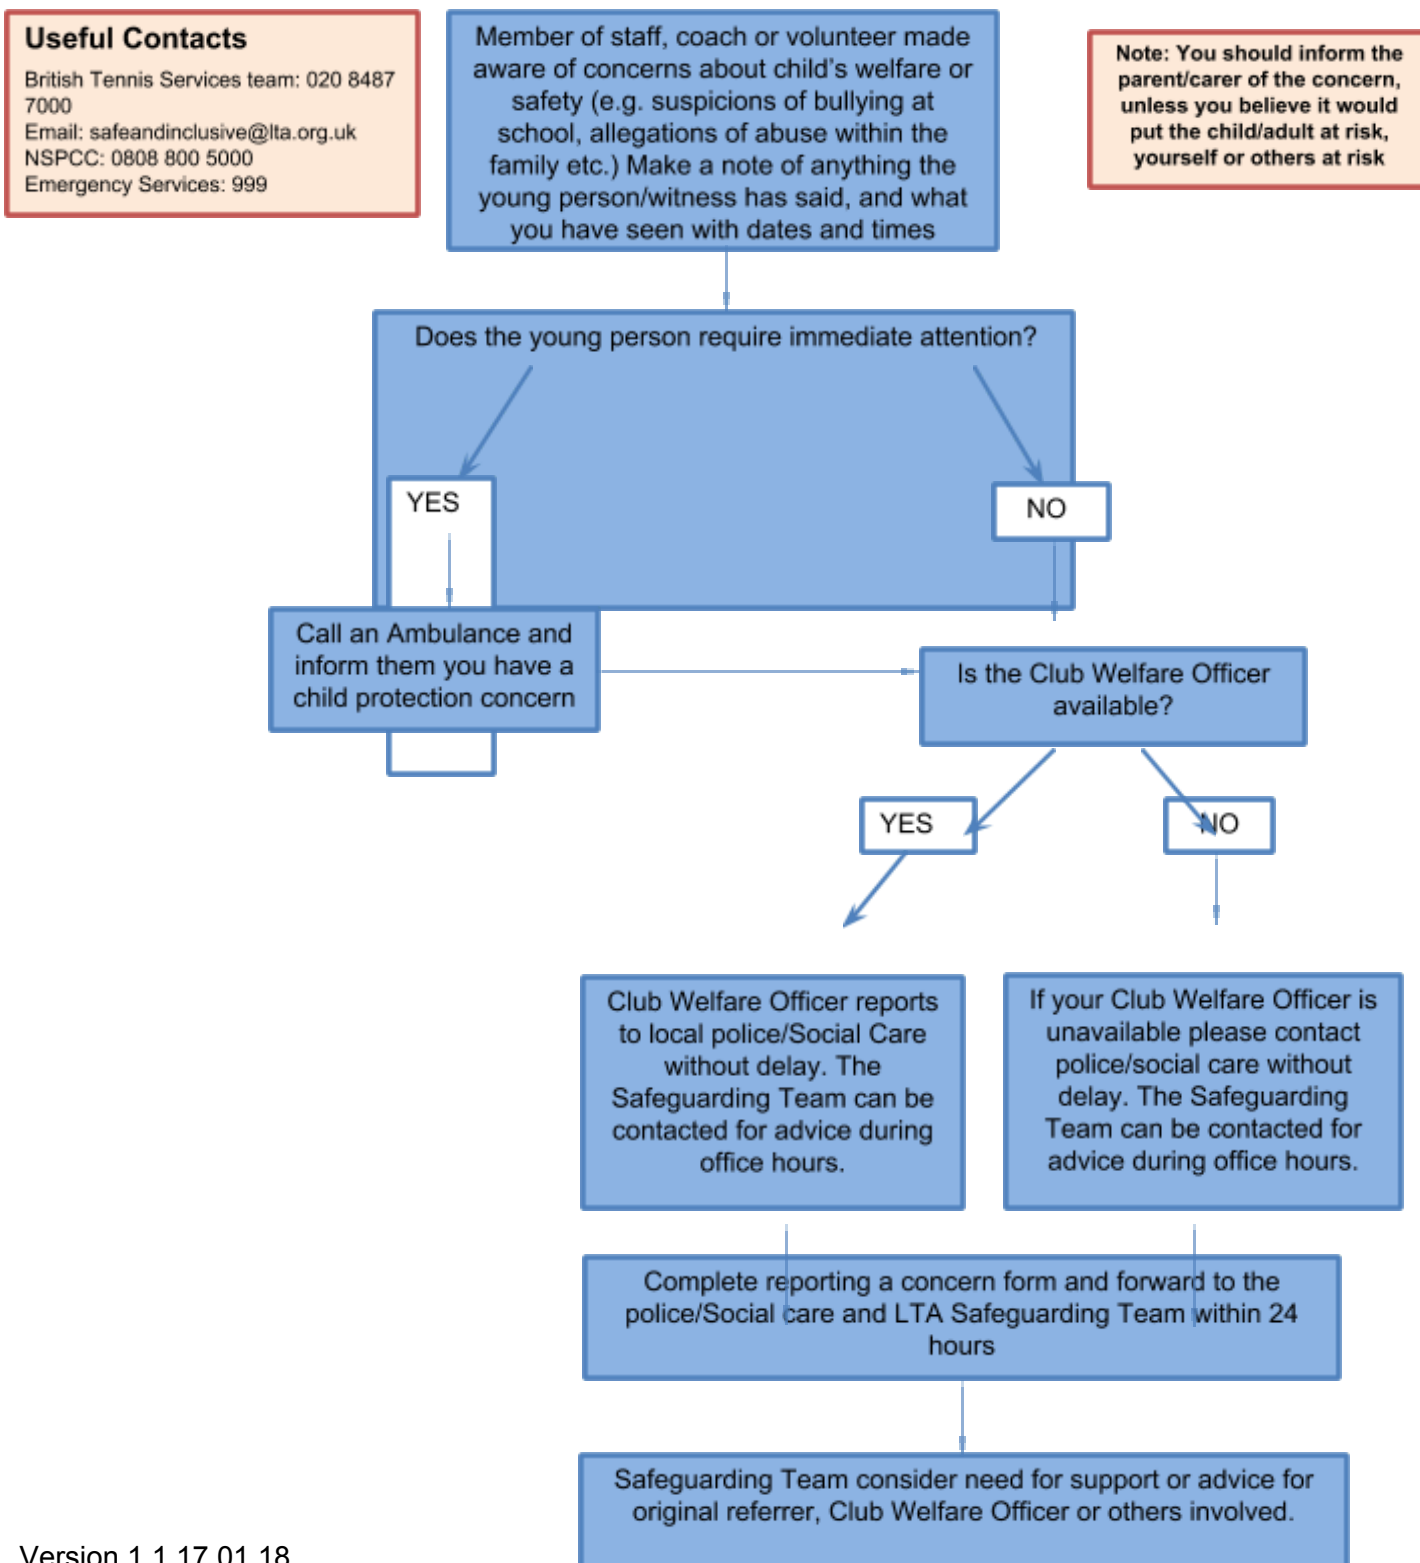 Useful Contacts
British Tennis Services team: 020 8487
7000
Email: safeandinclusive@lta.org.uk
NSPCC: 0808 800 5000
Emergency Services: 999
Member of staff, coach or volunteer made
aware of concerns about child's welfare or
safety (e.g. suspicions of bullying at
school, allegations of abuse within the
family etc.) Make a note of anything the
young person/witness has said, and what
you have seen with dates and times
Note: You should inform the
parent/carer of the concern,
unless you believe it would
put the child/adult at risk,
yourself or others at risk
Does the young person require immediate attention?
YES
NO
Call an Ambulance and
inform them you have a
child protection concern
Is the Club Welfare Officer
available?
YES
NO
Club Welfare Officer reports
to local police/Social Care
without delay. The
Safeguarding Team can be
contacted for advice during
office hours.
If your Club Welfare Officer is
unavailable please contact
police/social care without
delay. The Safeguarding
Team can be contacted for
advice during office hours.
Complete reporting a concern form and forward to the
police/Social care and LTA Safeguarding Team within 24
hours
Safeguarding Team consider need for support or advice for
original referrer, Club Welfare Officer or others involved.
Version 1.1 17.01.18